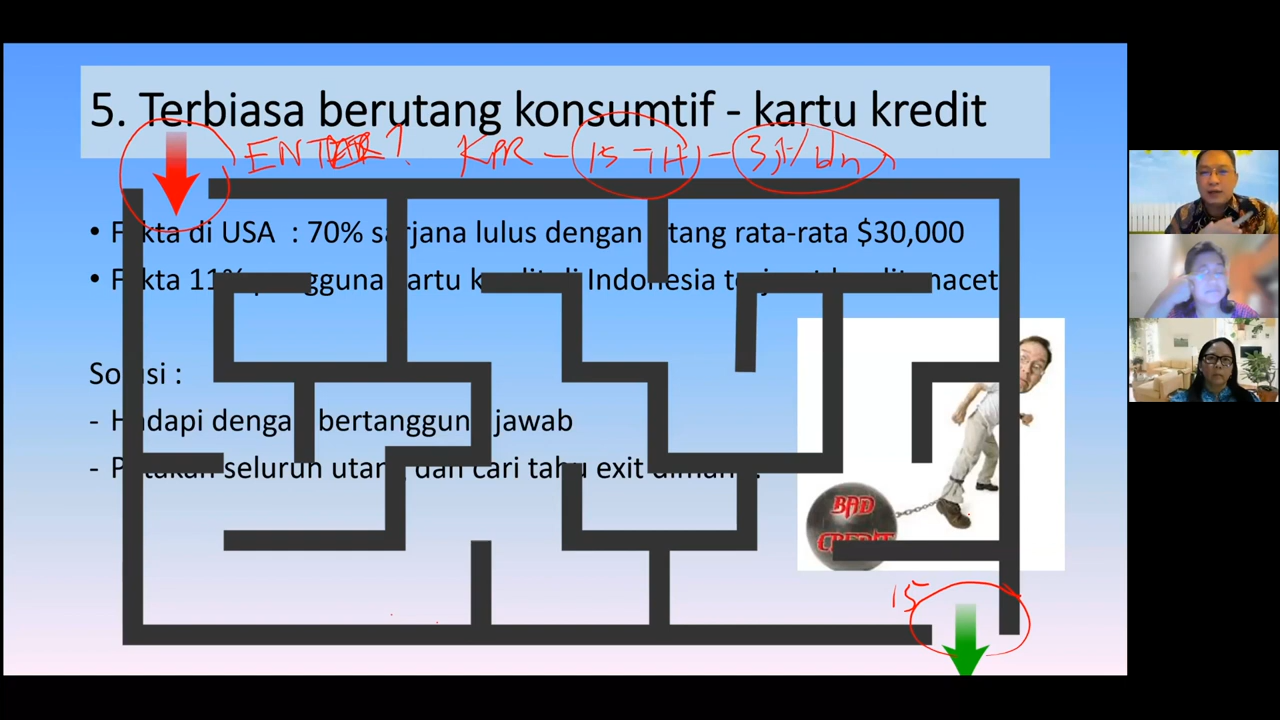 5. Terbiasa berutang konsumtif - kartu kredit
ENTER? KPR - 15 TH - 3jt/bln
• Fakta di USA : 70% sarjana lulus dengan utang rata-rata $30,000
• Fakta 11% pengguna kartu kredit di Indonesia terjerat kredit macet
Solusi :
- Hadapi dengan bertanggung jawab
- Petakan seluruh utang dan cari tahu exit dimana?
BAD
CREDIT
15